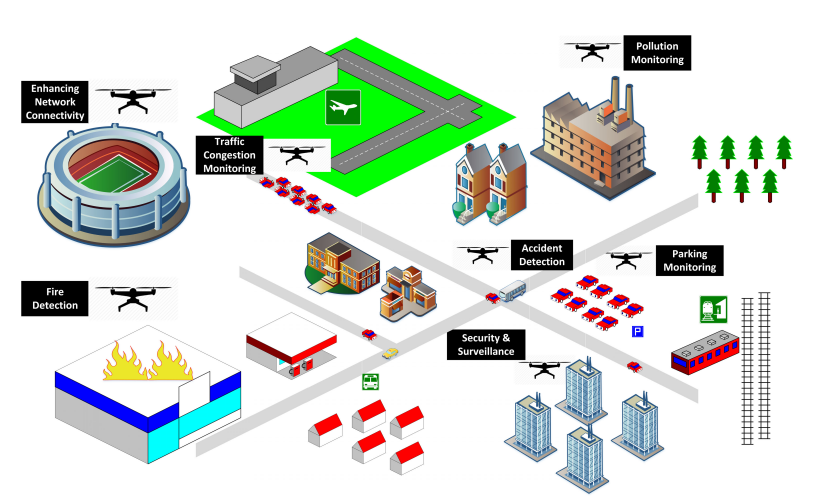 Pollution
Monitoring
Enhancing
Network
Connectivity
Traffic
Congestion
Monitoring
Accident
Detection
Parking
Monitoring
Fire
Detection
P
Security &
Surveillance